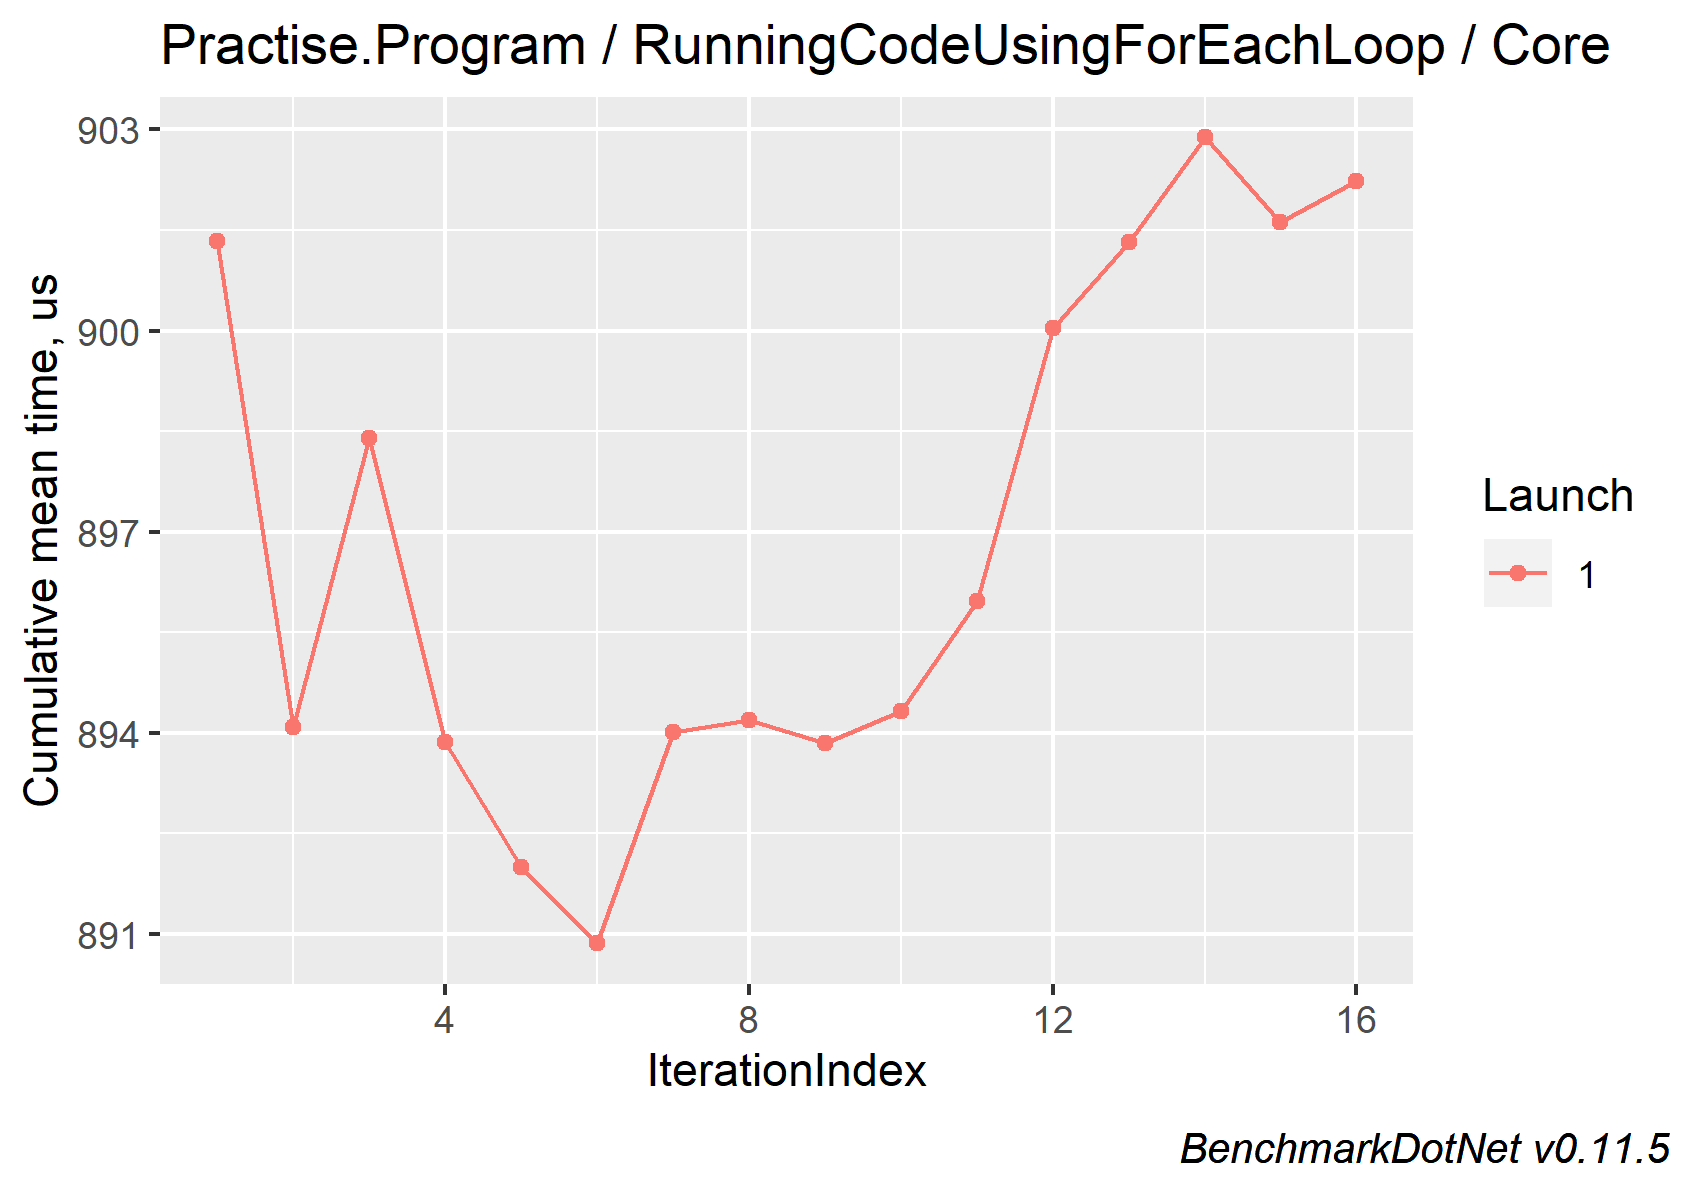 Practise.Program / RunningCodeUsingForEachLoop / Core
903
900
897
894
891
Cumulative mean time, us
4 8 12 16
IterationIndex
Launch
1
BenchmarkDotNet v0.11.5